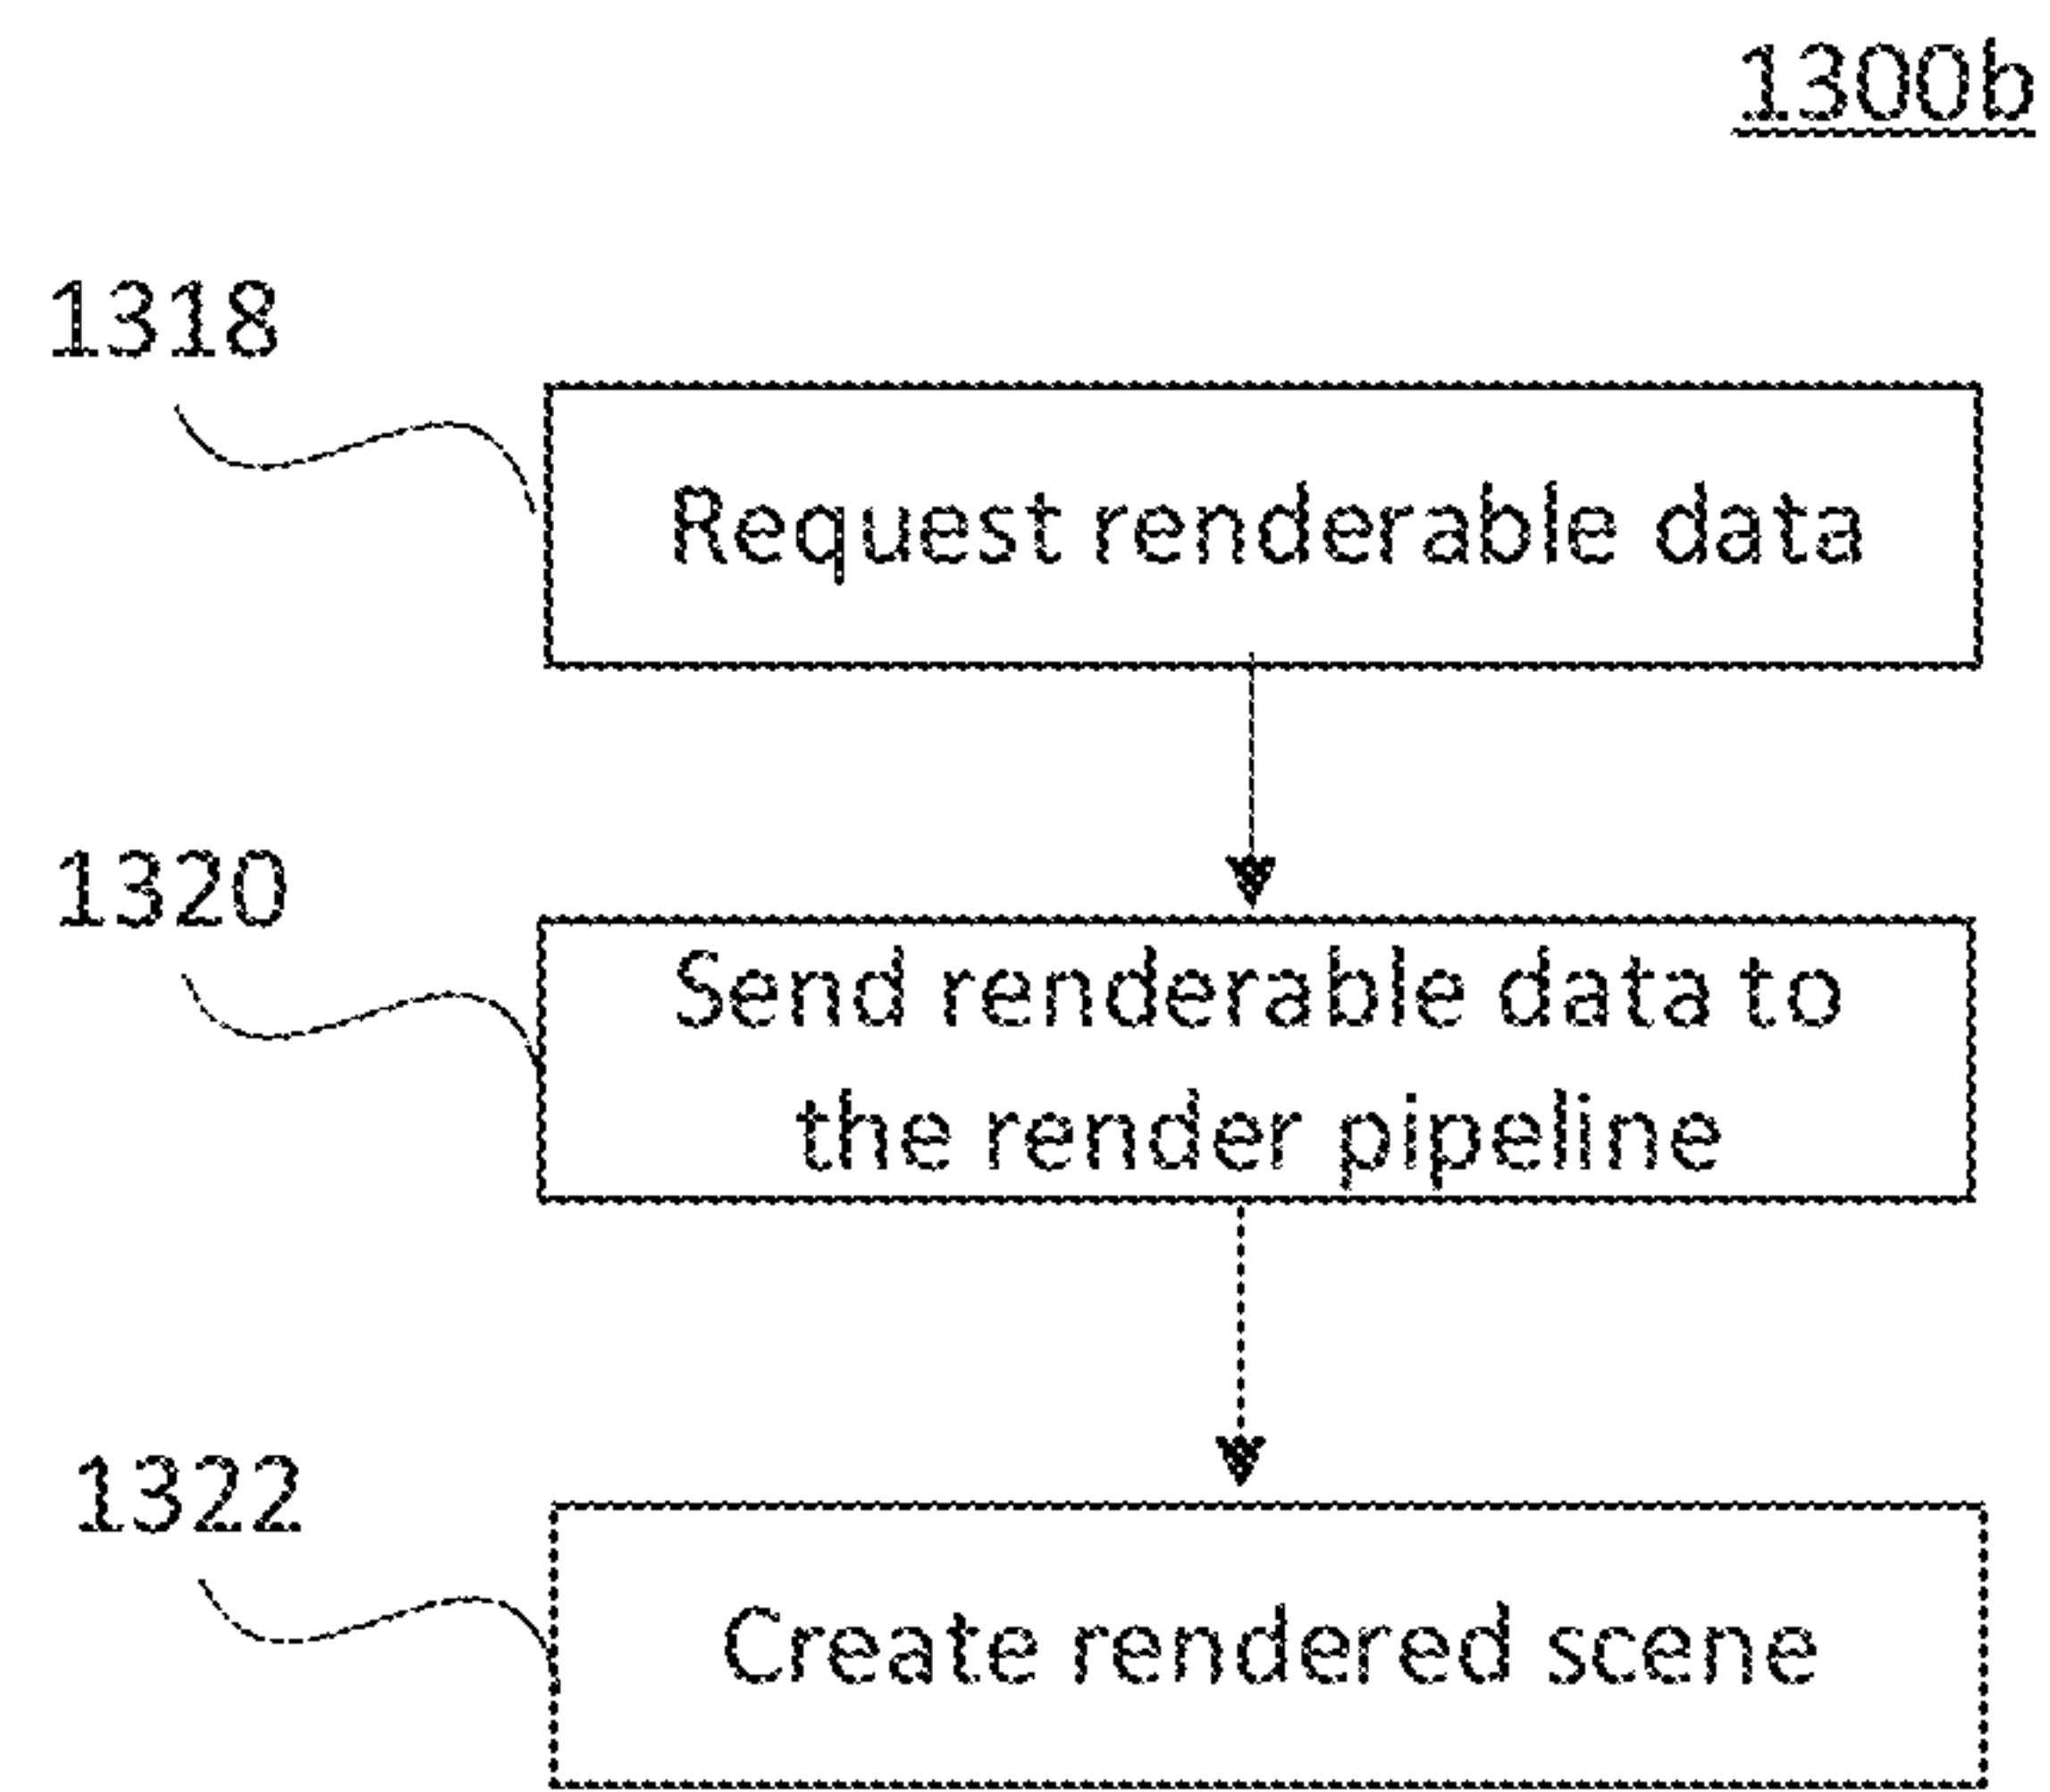 1300b
1318
Request renderable data
1320
Send renderable data to
the render pipeline
1322
Create rendered scene